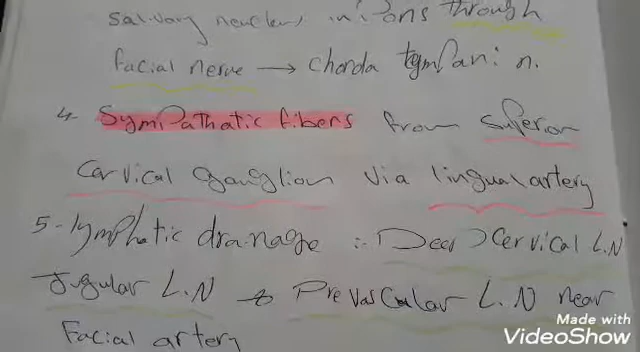 Salivary nucleus in Pons through
facial nerve → chorda tympani n.
4- Sympathatic fibers from superior
Cervical Ganglion via lingual artery
5- lymphatic drainage :- Deep Cervical L.N
Jugular L.N & Prevascular L.N near
Facial artery
Made with
VideoShow